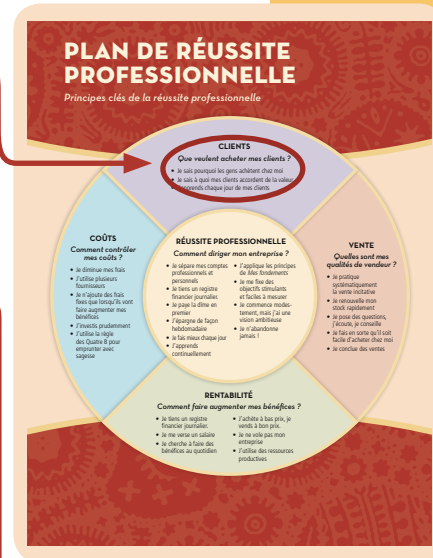 PLAN DE RÉUSSITE
PROFESSIONNELLE
Principes clés de la réussite professionnelle
CLIENTS
Que veulent acheter mes clients ?
• Je sais pourquoi les gens achètent chez moi
• Je sais à quoi mes clients accordent de la valeur
• J'apprends chaque jour de mes clients
COÛTS
Comment contrôler
mes coûts ?
• Je diminue mes frais
• J'utilise plusieurs
fournisseurs
• Je n'ajoute des frais
fixes que lorsqu'ils vont
faire augmenter mes
bénéfices
• J'investis prudemment
• J'utilise la règle
des Quatre B pour
emprunter avec
sagesse
RÉUSSITE PROFESSIONNELLE
Comment diriger mon entreprise ?
• Je sépare mes comptes
professionnels et
personnels
• Je tiens un registre
financier journalier
• Je paye la dîme en
premier
• J'épargne de façon
hebdomadaire
• Je fais mieux chaque jour
• J'apprends
continuellement
• J'applique les principes
de Mes fondements
• Je me fixe des
objectifs stimulants
et faciles à mesurer
• Je commence modes-
tement, mais j'ai une
vision ambitieuse
• Je n'abandonne
jamais !
VENTE
Quelles sont mes
qualités de vendeur ?
• Je pratique
systématiquement
la vente incitative
• Je renouvelle mon
stock rapidement
• Je pose des questions,
j'écoute, je conseille
• Je fais en sorte qu'il soit
facile d'acheter chez moi
• Je conclue des ventes
RENTABILITÉ
Comment faire augmenter mes bénéfices ?
• Je tiens un registre
financier journalier.
• Je me verse un salaire
• Je cherche à faire des
bénéfices au quotidien
• J'achète à bas prix, je
vends à bon prix.
• Je ne vole pas mon
entreprise
• J'utilise des ressources
productives